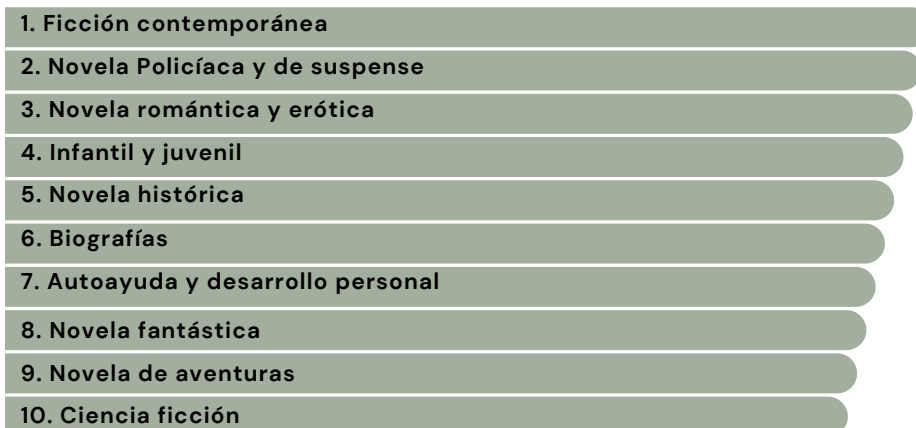 1. Ficción contemporánea
2. Novela Policíaca y de suspense
3. Novela romántica y erótica
4. Infantil y juvenil
5. Novela histórica
6. Biografías
7. Autoayuda y desarrollo personal
8. Novela fantástica
9. Novela de aventuras
10. Ciencia ficción